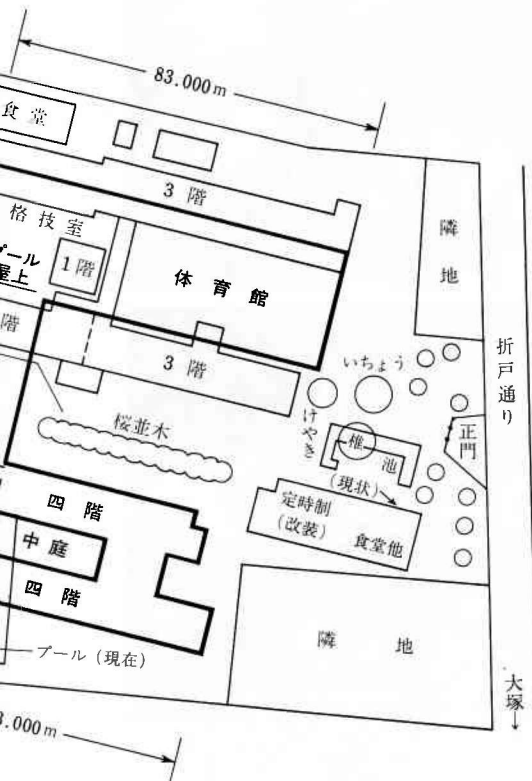 83.000m
食堂
3階
格技室
プール
屋上
1階
体育館
階
3階
隣地
折戸通り
いちょう
けやき
正門
椎
池
(現状)
桜並木
四階
中庭
四階
定時制
(改装)
食堂他
隣地
プール(現在)
3.000m
大塚